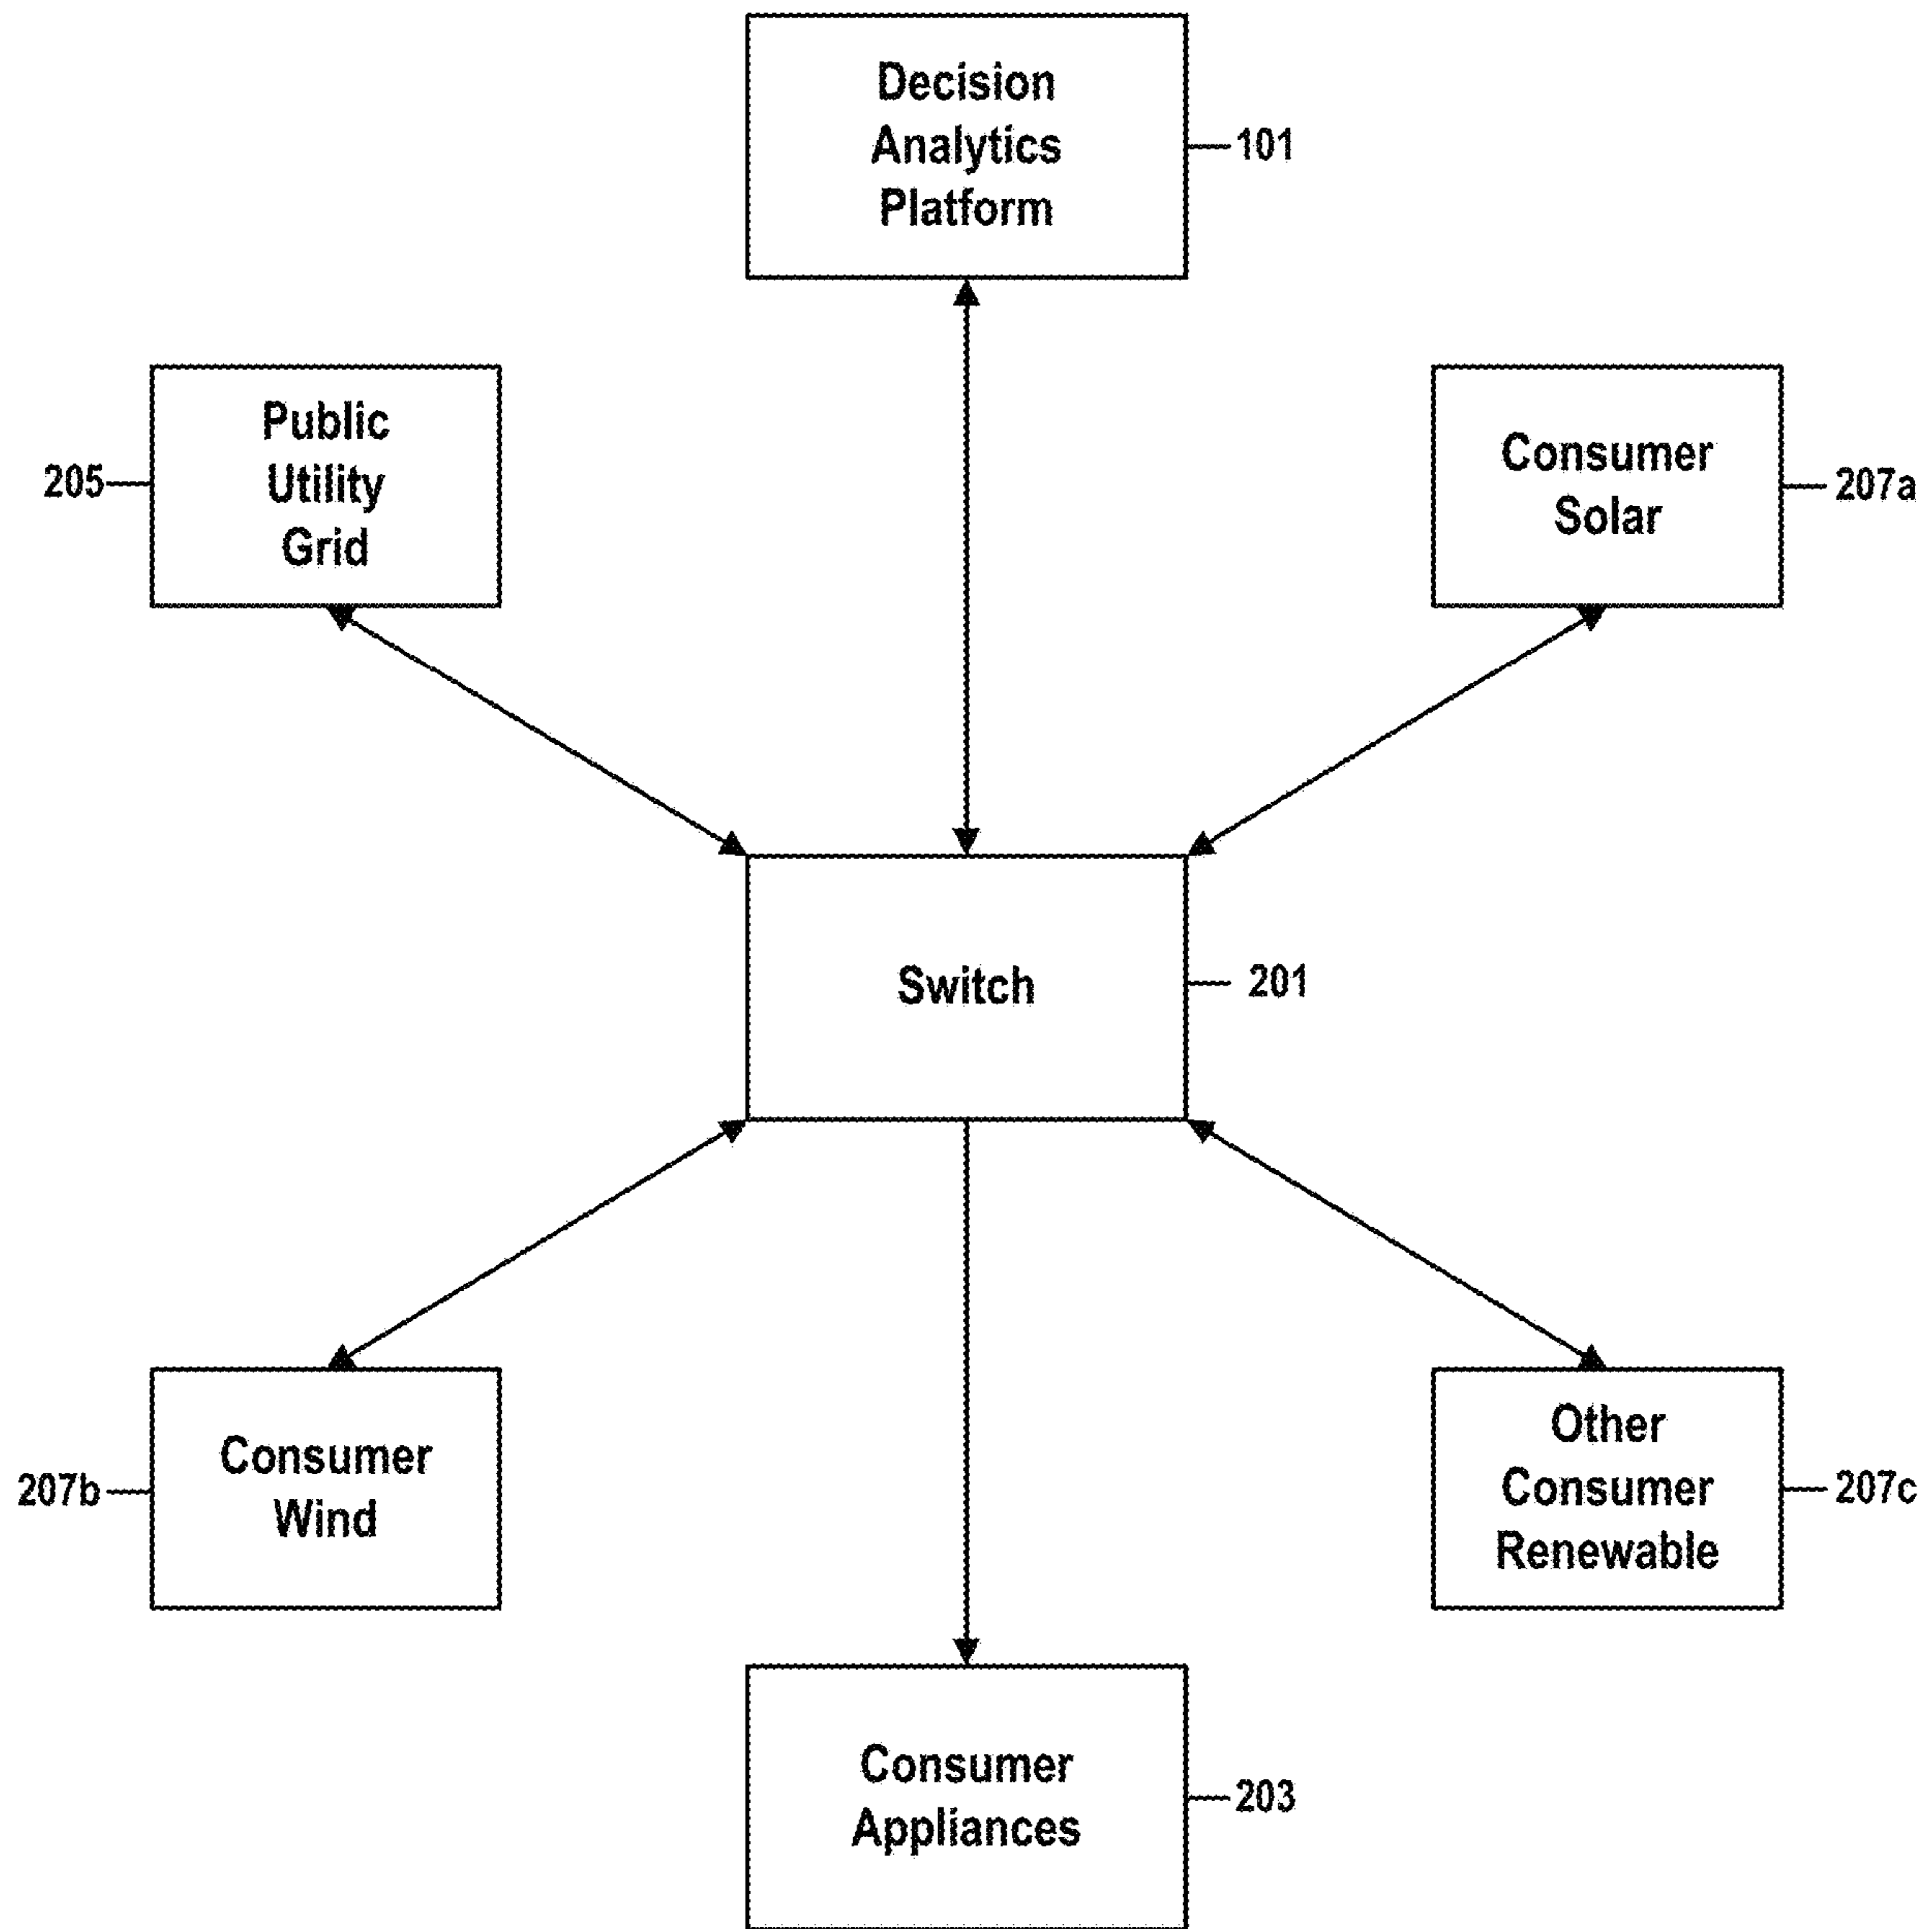 Decision
Analytics
Platform
101
Public
Utility
Grid
205
Consumer
Solar
207a
Switch
201
Consumer
Wind
207b
Other
Consumer
Renewable
207c
Consumer
Appliances
203